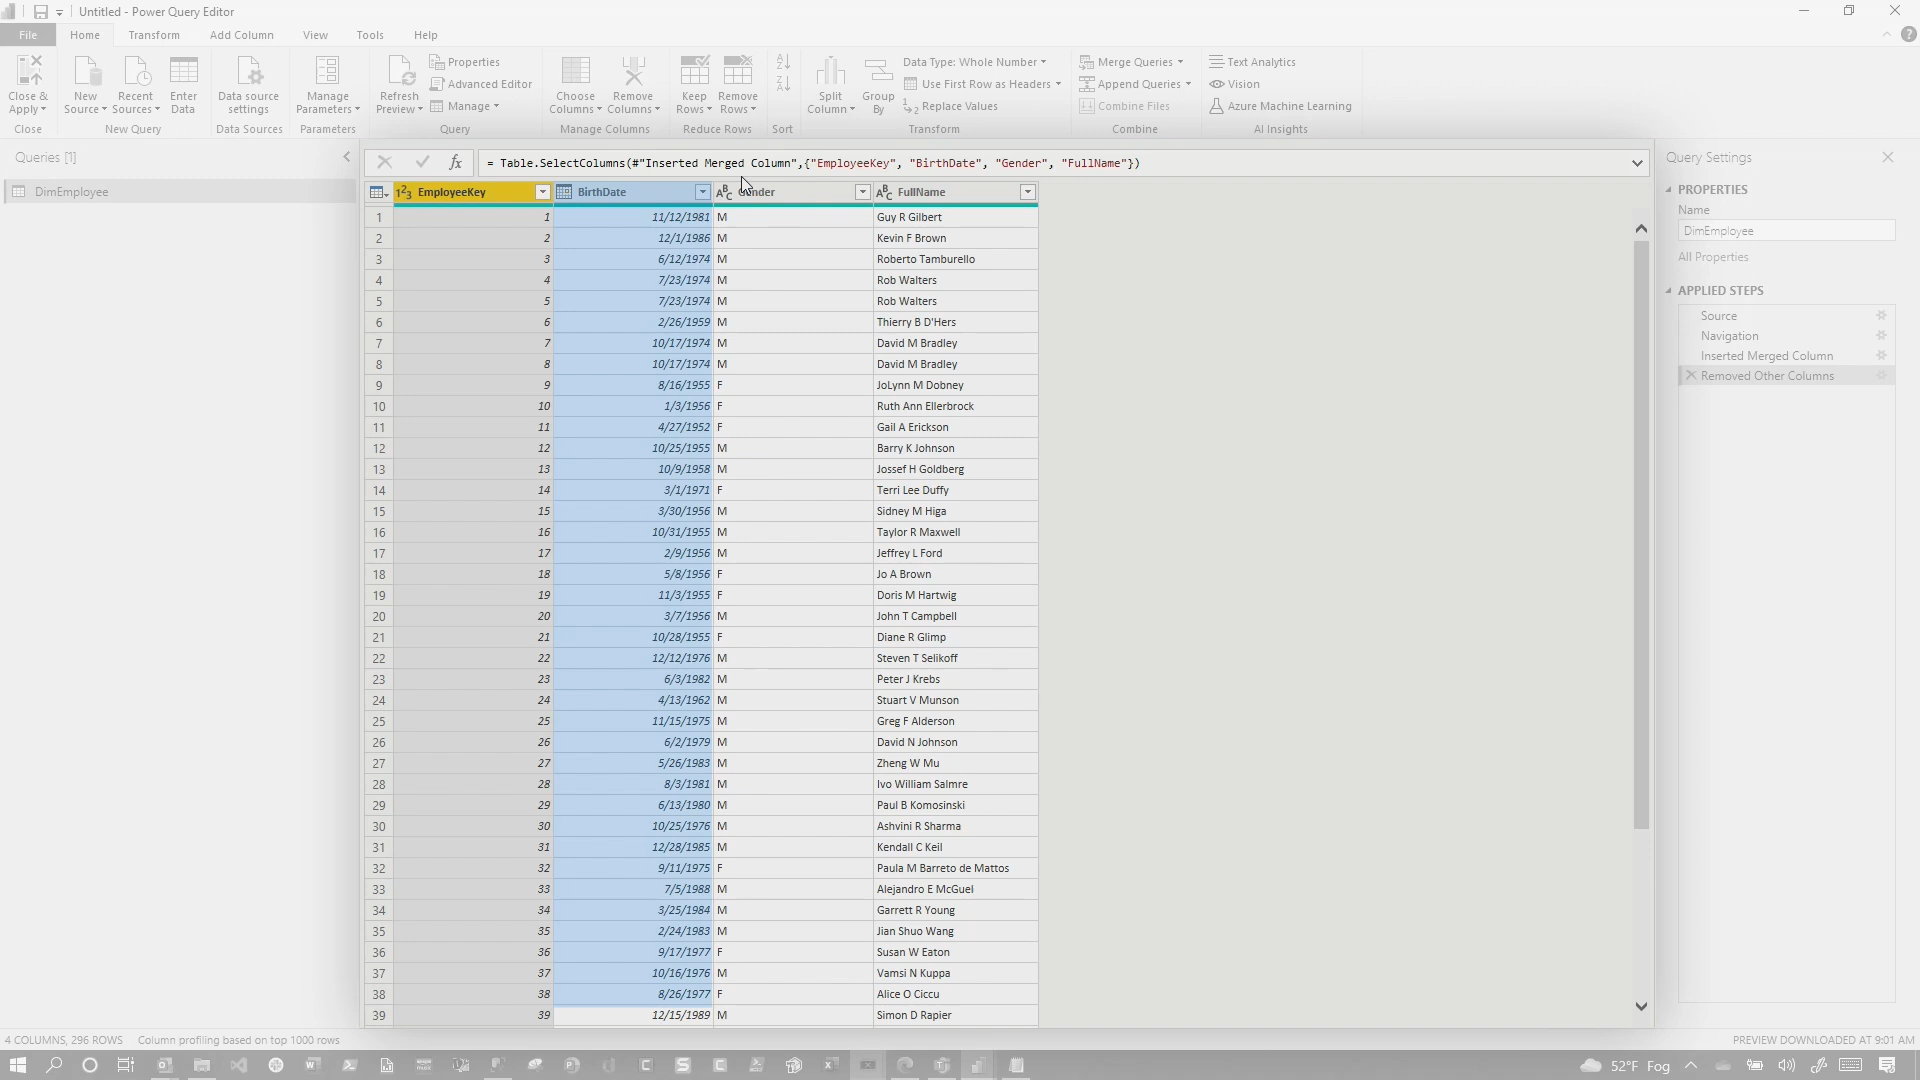 Untitled - Power Query Editor
File Home Transform Add Column View Tools Help
Close & Apply
New Source
Recent Sources
Enter Data
Data source settings
Manage Parameters
Refresh Preview
Properties
Advanced Editor
Manage
Choose Columns
Remove Columns
Keep Rows
Remove Rows
Split Column
Group By
Data Type: Whole Number
Use First Row as Headers
Replace Values
Merge Queries
Append Queries
Combine Files
Text Analytics
Vision
Azure Machine Learning
Close New Query Data Sources Parameters Query Manage Columns Reduce Rows Sort Transform Combine AI Insights
Queries [1]
DimEmployee
= Table.SelectColumns(#"Inserted Merged Column",{"EmployeeKey", "BirthDate", "Gender", "FullName"})
EmployeeKey BirthDate Gender FullName
1 1 11/12/1981 M Guy R Gilbert
2 2 12/1/1986 M Kevin F Brown
3 3 6/12/1974 M Roberto Tamburello
4 4 7/23/1974 M Rob Walters
5 5 7/23/1974 M Rob Walters
6 6 2/26/1959 M Thierry B D'Hers
7 7 10/17/1974 M David M Bradley
8 8 10/17/1974 M David M Bradley
9 9 8/16/1955 F JoLynn M Dobney
10 10 1/3/1956 F Ruth Ann Ellerbrock
11 11 4/27/1952 F Gail A Erickson
12 12 10/25/1955 M Barry K Johnson
13 13 10/9/1958 M Jossef H Goldberg
14 14 3/1/1971 F Terri Lee Duffy
15 15 3/30/1956 M Sidney M Higa
16 16 10/31/1955 M Taylor R Maxwell
17 17 2/9/1956 M Jeffrey L Ford
18 18 5/8/1956 F Jo A Brown
19 19 11/3/1955 F Doris M Hartwig
20 20 3/7/1956 M John T Campbell
21 21 10/28/1955 F Diane R Glimp
22 22 12/12/1976 M Steven T Selikoff
23 23 6/3/1982 M Peter J Krebs
24 24 4/13/1962 M Stuart V Munson
25 25 11/15/1975 M Greg F Alderson
26 26 6/2/1979 M David N Johnson
27 27 5/26/1983 M Zheng W Mu
28 28 8/3/1981 M Ivo William Salmre
29 29 6/13/1980 M Paul B Komosinski
30 30 10/25/1976 M Ashvini R Sharma
31 31 12/28/1985 M Kendall C Keil
32 32 9/11/1975 F Paula M Barreto de Mattos
33 33 7/5/1988 M Alejandro E McGuel
34 34 3/25/1984 M Garrett R Young
35 35 2/24/1983 M Jian Shuo Wang
36 36 9/17/1977 F Susan W Eaton
37 37 10/16/1976 M Vamsi N Kuppa
38 38 8/26/1977 F Alice O Ciccu
39 39 12/15/1989 M Simon D Rapier
Query Settings
PROPERTIES
Name
DimEmployee
All Properties
APPLIED STEPS
Source
Navigation
Inserted Merged Column
Removed Other Columns
4 COLUMNS, 296 ROWS Column profiling based on top 1000 rows
PREVIEW DOWNLOADED AT 9:01 AM
52°F Fog